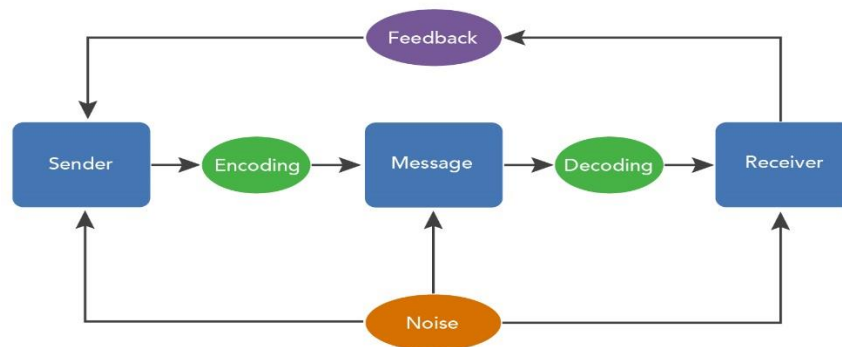 Feedback
Sender
Encoding
Message
Decoding
Receiver
Noise